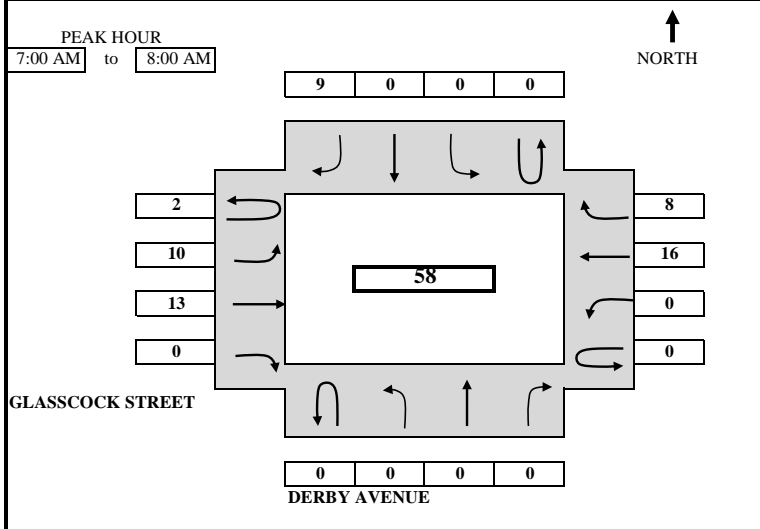 PEAK HOUR
7:00 AM to 8:00 AM
NORTH
9 0 0 0
2 8
10 16
58
13 0
0 0
GLASSCOCK STREET
0 0 0 0
DERBY AVENUE